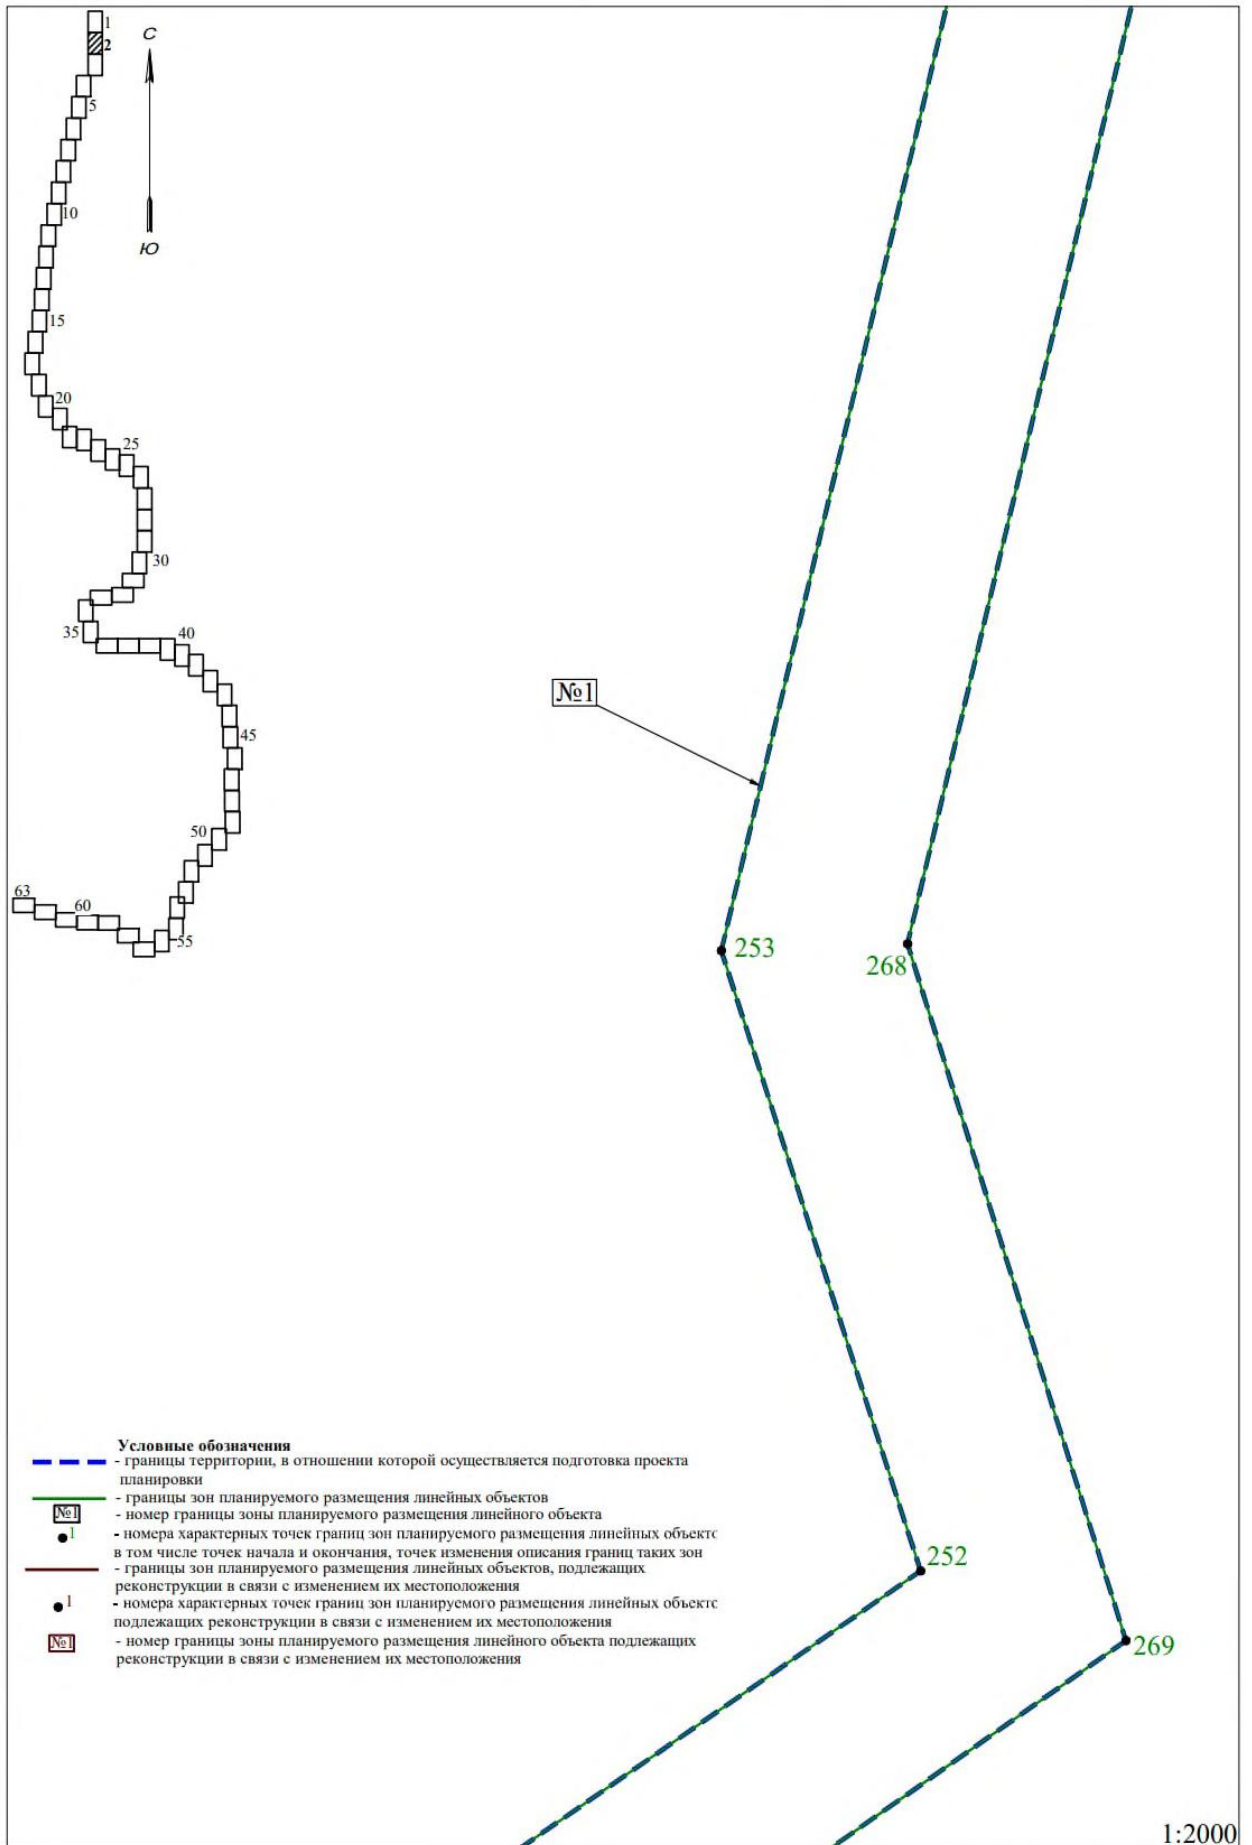 1
2
С
5
10
Ю
15
20
25
30
35
40
№1
45
50
63
60
55
253
268
Условные обозначения
- границы территории, в отношении которой осуществляется подготовка проекта
планировки
- границы зон планируемого размещения линейных объектов
№1 - номер границы зоны планируемого размещения линейного объекта
1 - номера характерных точек границ зон планируемого размещения линейных объекто
в том числе точек начала и окончания, точек изменения описания границ таких зон
- границы зон планируемого размещения линейных объектов, подлежащих
реконструкции в связи с изменением их местоположения
1 - номера характерных точек границ зон планируемого размещения линейных объекто
подлежащих реконструкции в связи с изменением их местоположения
№1 - номер границы зоны планируемого размещения линейного объекта подлежащих
реконструкции в связи с изменением их местоположения
252
269
1:2000